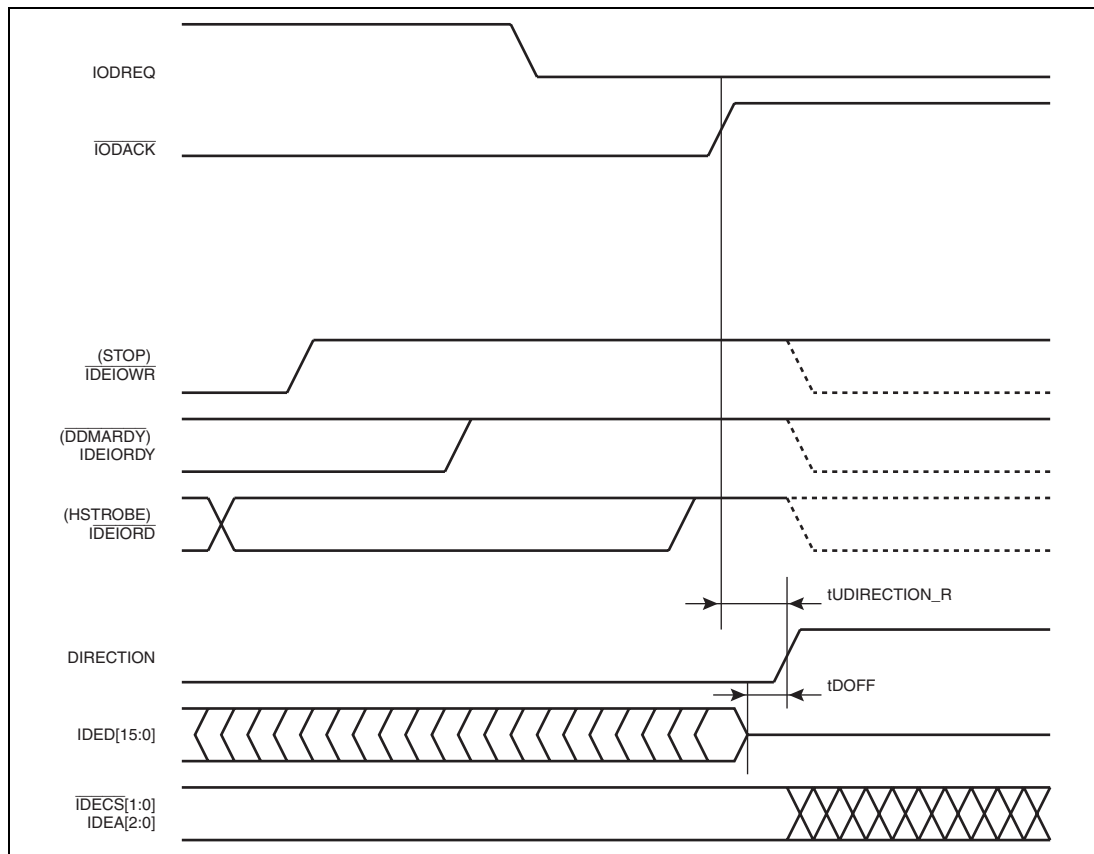 IODREQ
IODACK
(STOP)
IDEIOWR
(DDMARDY)
IDEIORDY
(HSTROBE)
IDEIORD
tUDIRECTION_R
DIRECTION
tDOFF
IDED[15:0]
IDECS[1:0]
IDEA[2:0]